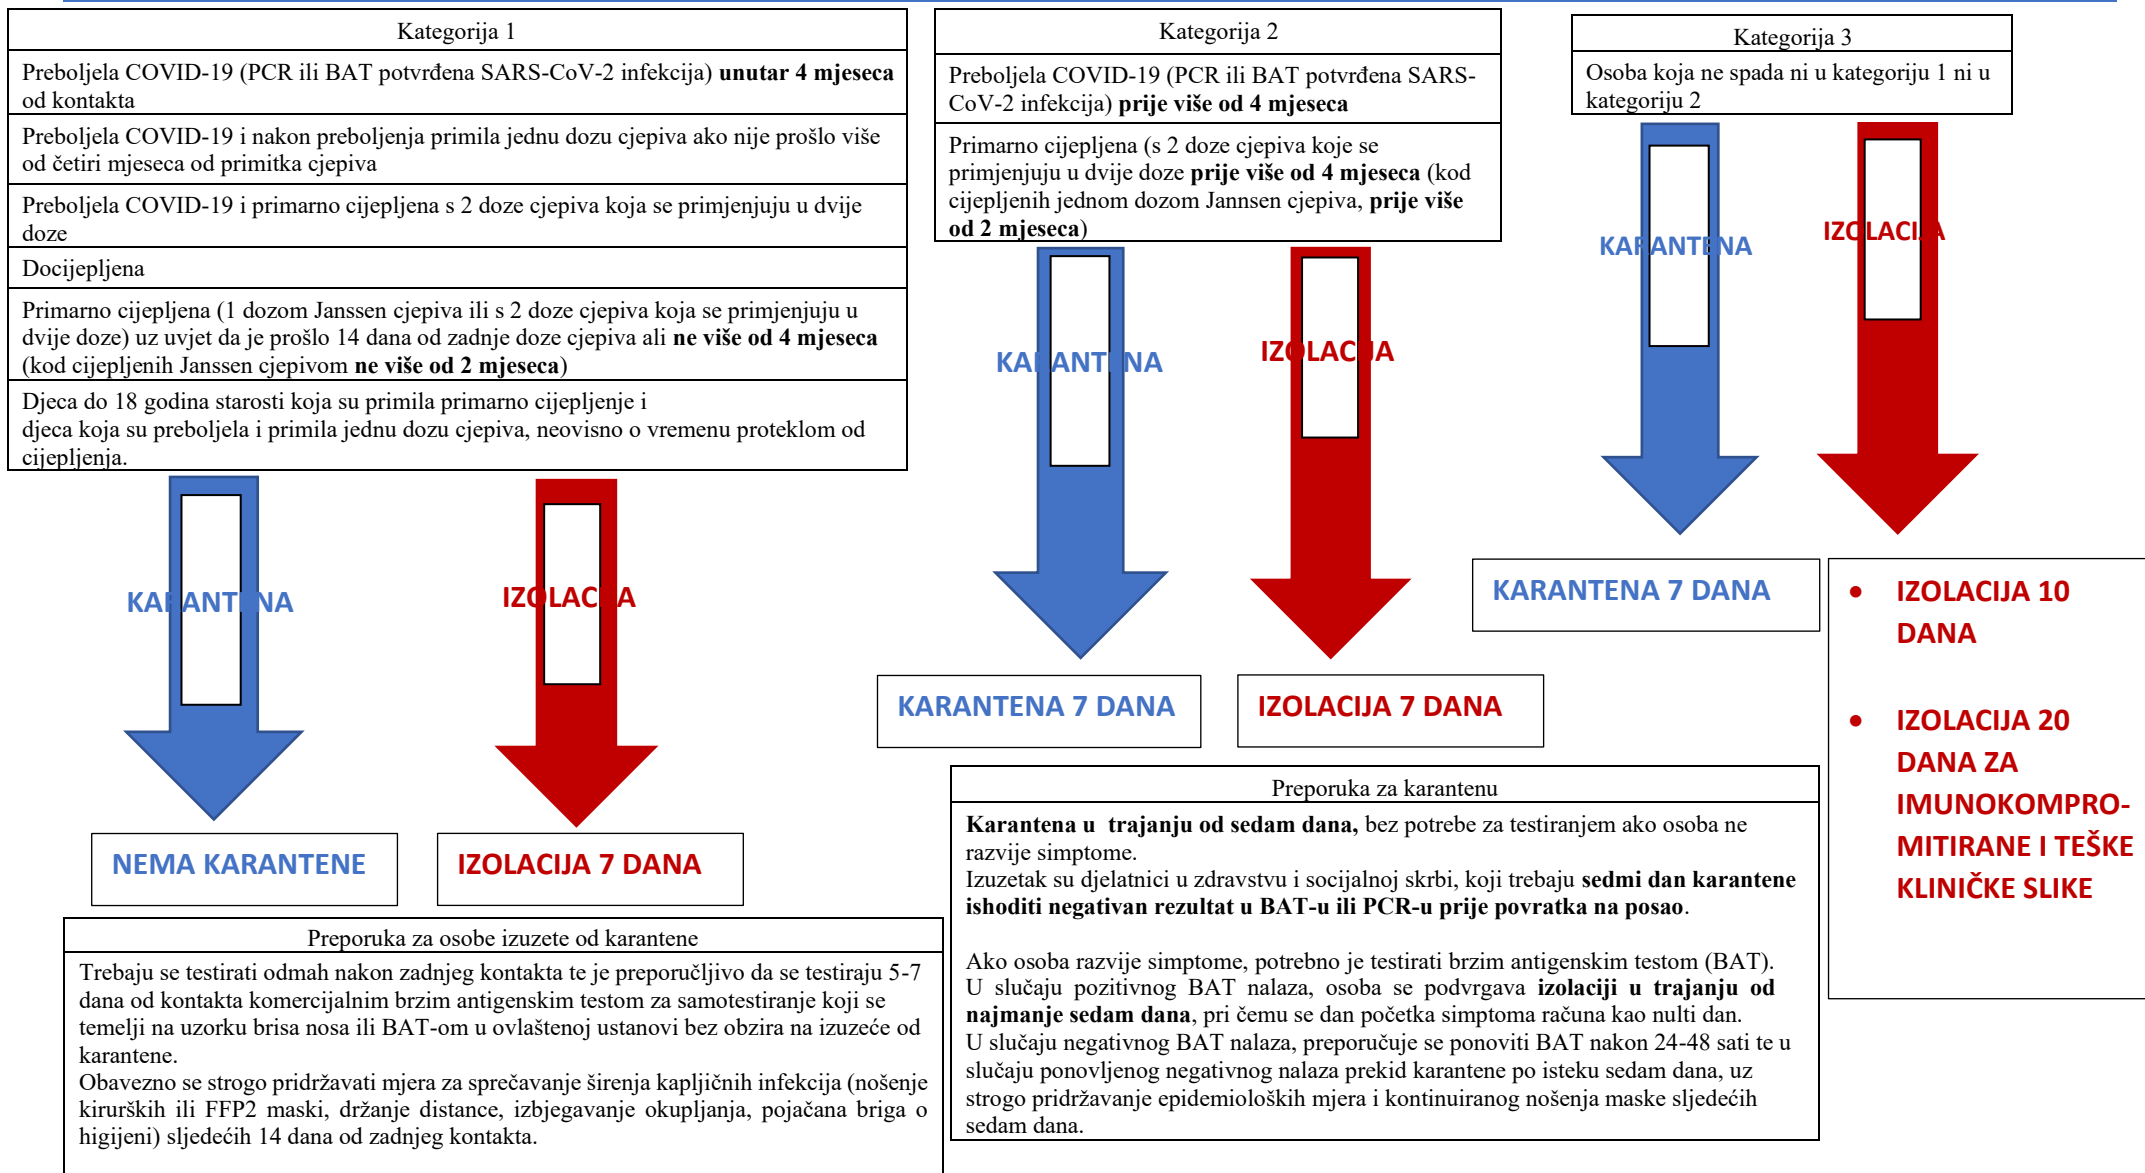 Kategorija 1
Preboljela COVID-19 (PCR ili BAT potvrđena SARS-CoV-2 infekcija) unutar 4 mjeseca
od kontakta
Preboljela COVID-19 i nakon preboljenja primila jednu dozu cjepiva ako nije prošlo više
od četiri mjeseca od primitka cjepiva
Preboljela COVID-19 i primarno cijepljena s 2 doze cjepiva koja se primjenjuju u dvije
doze
Docijepljena
Primarno cijepljena (1 dozom Janssen cjepiva ili s 2 doze cjepiva koja se primjenjuju u
dvije doze) uz uvjet da je prošlo 14 dana od zadnje doze cjepiva ali ne više od 4 mjeseca
(kod cijepljenih Janssen cjepivom ne više od 2 mjeseca)
Djeca do 18 godina starosti koja su primila primarno cijepljenje i
djeca koja su preboljela i primila jednu dozu cjepiva, neovisno o vremenu proteklom od
cijepljenja.
KARANTENA
IZOLACIJA
NEMA KARANTENE
IZOLACIJA 7 DANA
Preporuka za osobe izuzete od karantene
Trebaju se testirati odmah nakon zadnjeg kontakta te je preporučljivo da se testiraju 5-7
dana od kontakta komercijalnim brzim antigenskim testom za samotestiranje koji se
temelji na uzorku brisa nosa ili BAT-om u ovlaštenoj ustanovi bez obzira na izuzeće od
karantene.
Obavezno se strogo pridržavati mjera za sprečavanje širenja kapljičnih infekcija (nošenje
kirurških ili FFP2 maski, držanje distance, izbjegavanje okupljanja, pojačana briga o
higijeni) sljedećih 14 dana od zadnjeg kontakta.
Kategorija 2
Preboljela COVID-19 (PCR ili BAT potvrđena SARS-
CoV-2 infekcija) prije više od 4 mjeseca
Primarno cijepljena (s 2 doze cjepiva koje se
primjenjuju u dvije doze prije više od 4 mjeseca (kod
cijepljenih jednom dozom Jannsen cjepiva, prije više
od 2 mjeseca)
KARANTENA
IZOLACIJA
KARANTENA 7 DANA
IZOLACIJA 7 DANA
Preporuka za karantenu
Karantena u trajanju od sedam dana, bez potrebe za testiranjem ako osoba ne
razvije simptome.
Izuzetak su djelatnici u zdravstvu i socijalnoj skrbi, koji trebaju sedmi dan karantene
ishoditi negativan rezultat u BAT-u ili PCR-u prije povratka na posao.
Ako osoba razvije simptome, potrebno je testirati brzim antigenskim testom (BAT).
U slučaju pozitivnog BAT nalaza, osoba se podvrgava izolaciji u trajanju od
najmanje sedam dana, pri čemu se dan početka simptoma računa kao nulti dan.
U slučaju negativnog BAT nalaza, preporučuje se ponoviti BAT nakon 24-48 sati te u
slučaju ponovljenog negativnog nalaza prekid karantene po isteku sedam dana, uz
strogo pridržavanje epidemioloških mjera i kontinuiranog nošenja maske sljedećih
sedam dana.
Kategorija 3
Osoba koja ne spada ni u kategoriju 1 ni u
kategoriju 2
KARANTENA
IZOLACIJA
KARANTENA 7 DANA
• IZOLACIJA 10
DANA
• IZOLACIJA 20
DANA ZA
IMUNOKOMPRO-
MITIRANE I TEŠKE
KLINIČKE SLIKE